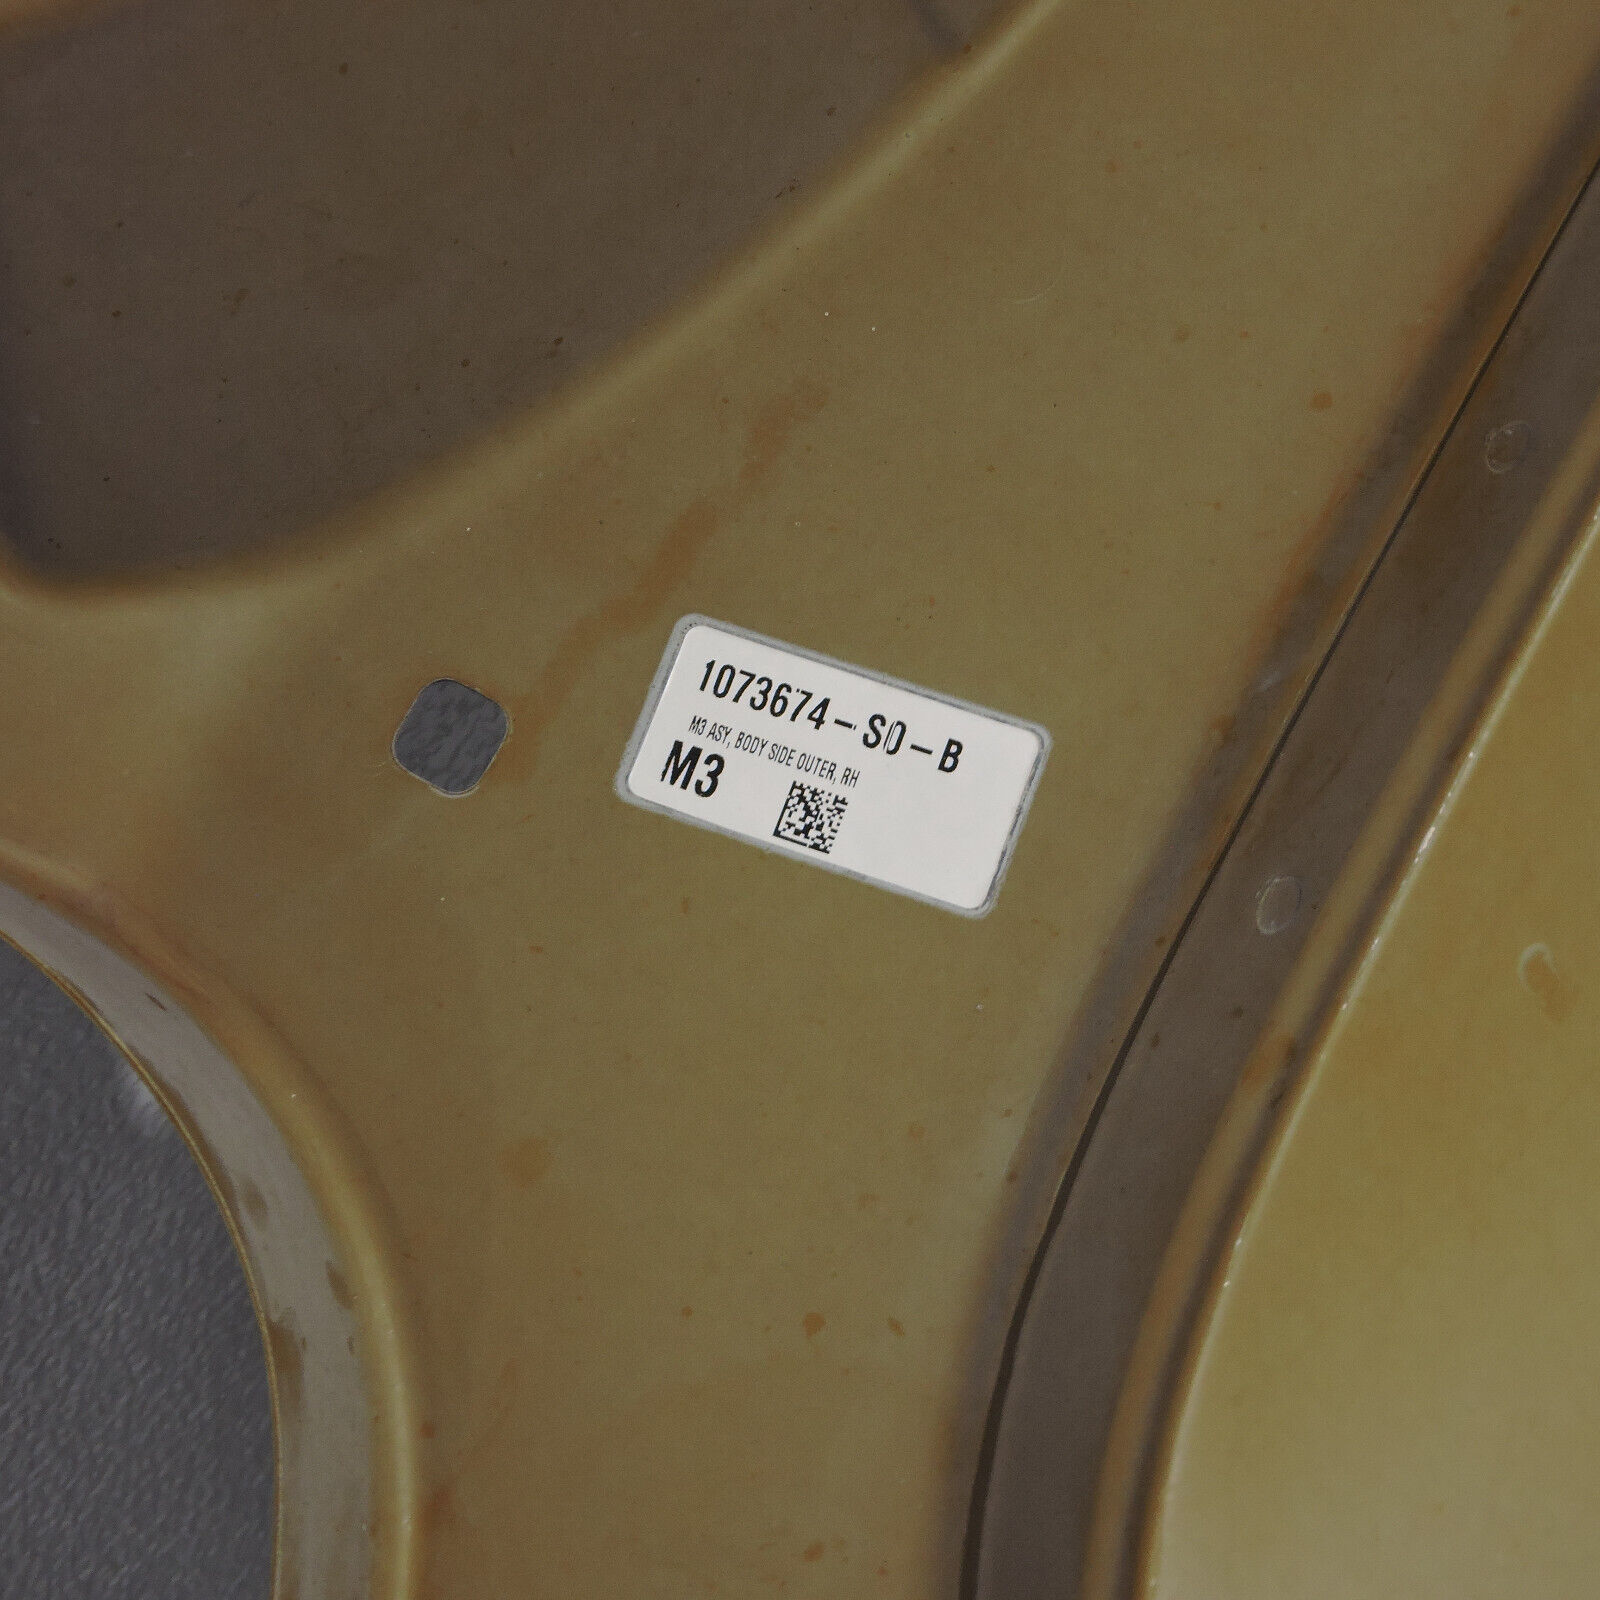 1073674-S0-B
M3 ASY, BODY SIDE OUTER, RH
M3